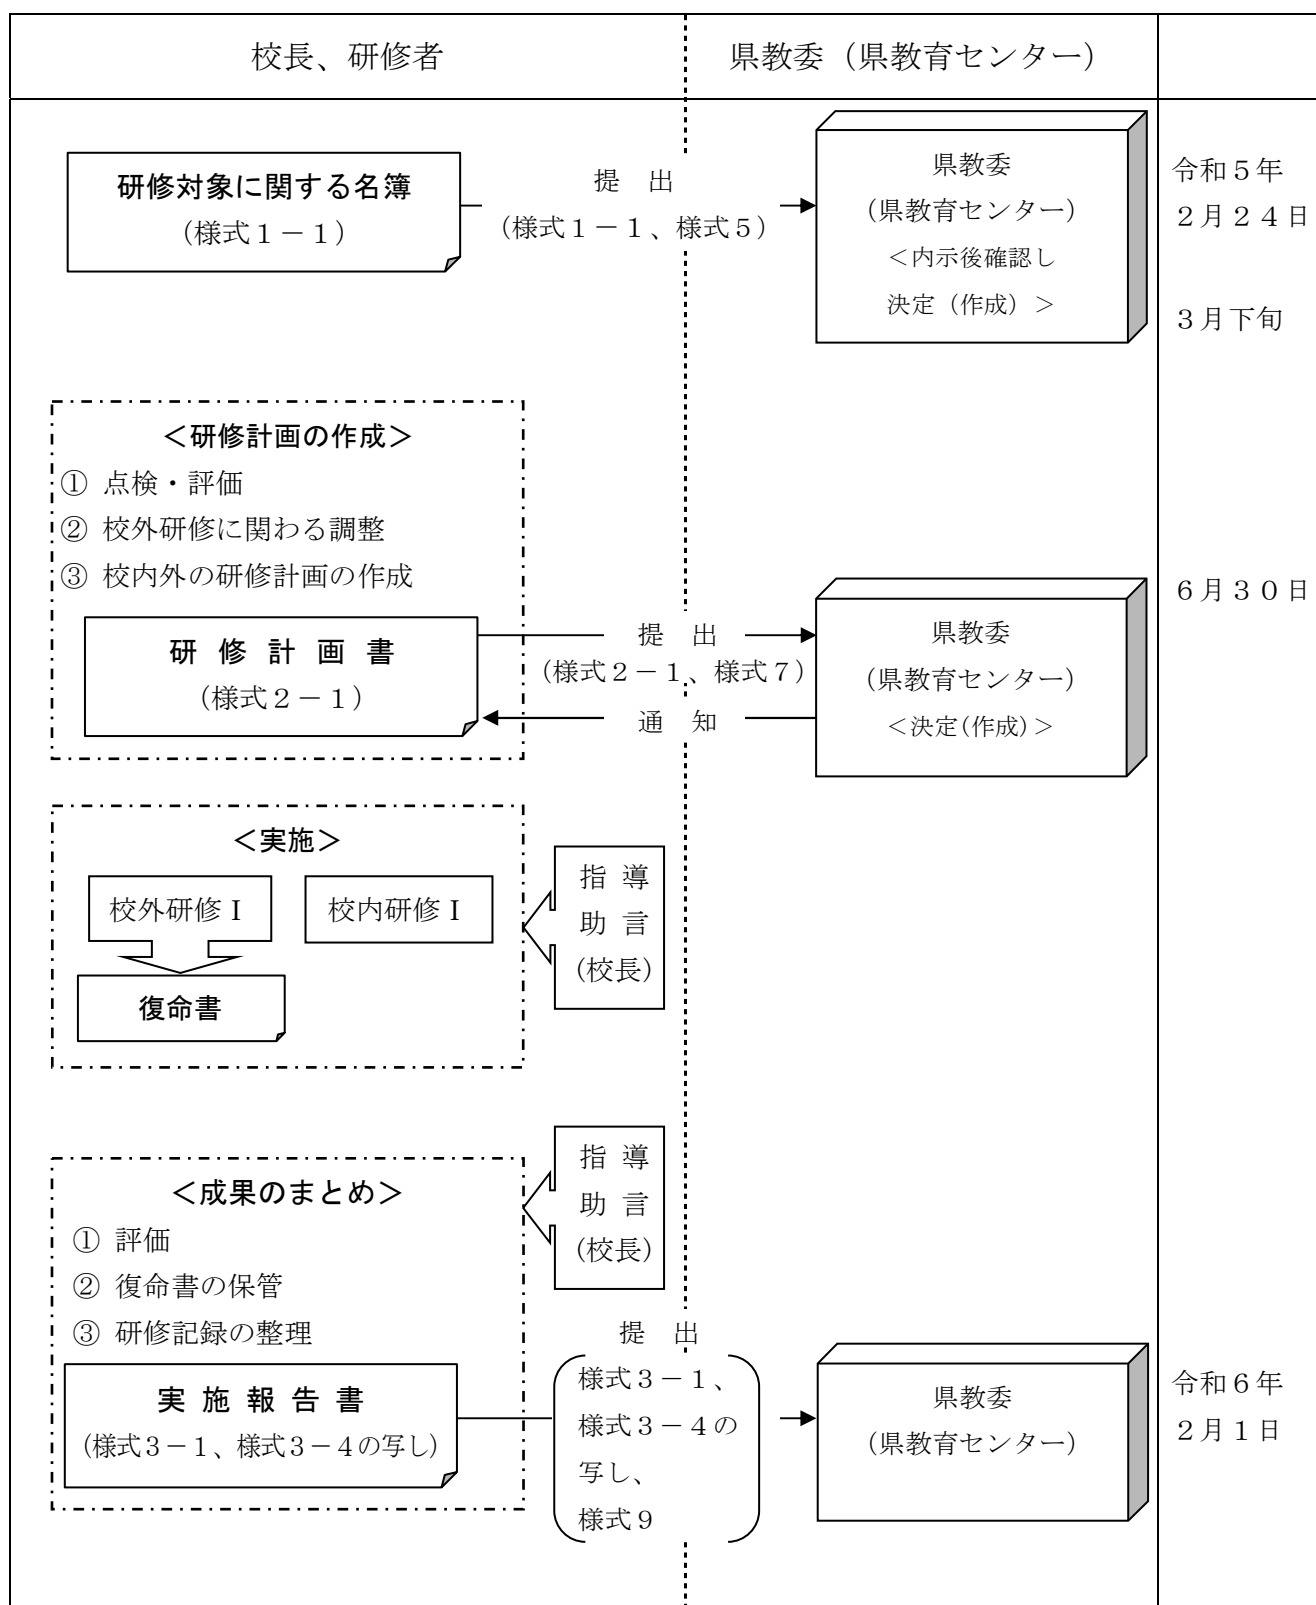 校長、研修者
県教委（県教育センター）
研修対象に関する名簿
（様式１－１）
提　出
（様式１－１、様式５）
県教委
（県教育センター）
＜内示後確認し
決定（作成）＞
令和５年
２月２４日
３月下旬
＜研修計画の作成＞
① 点検・評価
② 校外研修に関わる調整
③ 校内外の研修計画の作成
研 修 計 画 書
（様式２－１）
提　出
（様式２－１、様式７）
通　知
県教委
（県教育センター）
＜決定(作成)＞
６月３０日
＜実施＞
校外研修Ⅰ
校内研修Ⅰ
復命書
指 導
助 言
(校長)
＜成果のまとめ＞
① 評価
② 復命書の保管
③ 研修記録の整理
実 施 報 告 書
(様式３－１、様式３－４の写し)
指 導
助 言
(校長)
提　出
様式３－１、
様式３－４の
写し、
様式９
県教委
（県教育センター）
令和６年
２月１日